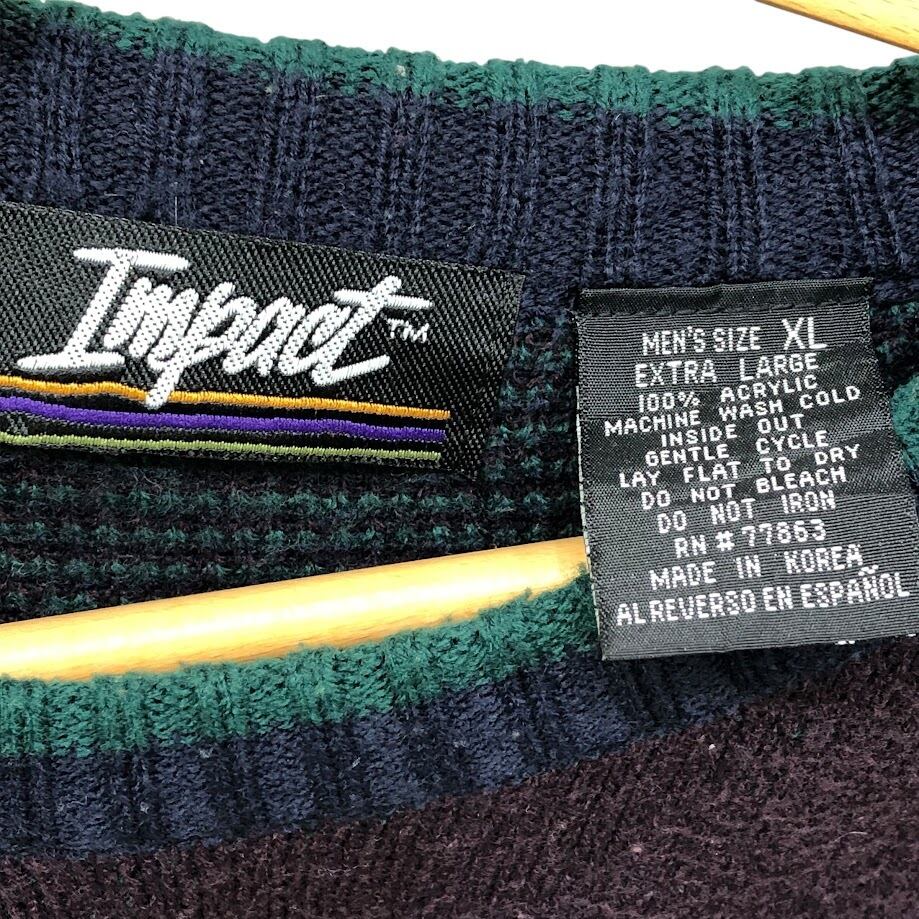 Impact™
MEN'S SIZE XL
EXTRA LARGE
100% ACRYLIC
MACHINE WASH COLD
INSIDE OUT
GENTLE CYCLE
LAY FLAT TO DRY
DO NOT BLEACH
DO NOT IRON
RN # 77863
MADE IN KOREA
AL REVERSO EN ESPAÑOL